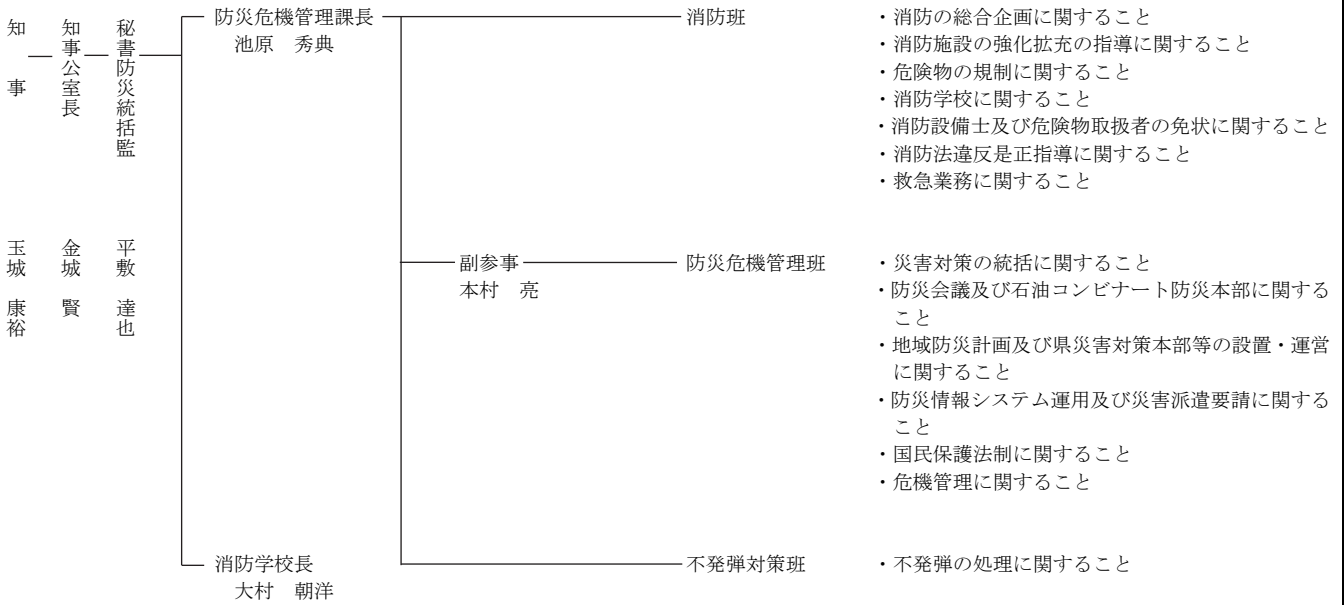 知事 玉城 康裕
知事公室長 金城 賢
秘書防災統括監 平敷 達也
防災危機管理課長
池原 秀典
消防班
・消防の総合企画に関すること
・消防施設の強化拡充の指導に関すること
・危険物の規制に関すること
・消防学校に関すること
・消防設備士及び危険物取扱者の免状に関すること
・消防法違反是正指導に関すること
・救急業務に関すること
副参事
本村 亮
防災危機管理班
・災害対策の統括に関すること
・防災会議及び石油コンビナート防災本部に関する
こと
・地域防災計画及び県災害対策本部等の設置・運営
に関すること
・防災情報システム運用及び災害派遣要請に関する
こと
・国民保護法制に関すること
・危機管理に関すること
消防学校長
大村 朝洋
不発弾対策班
・不発弾の処理に関すること